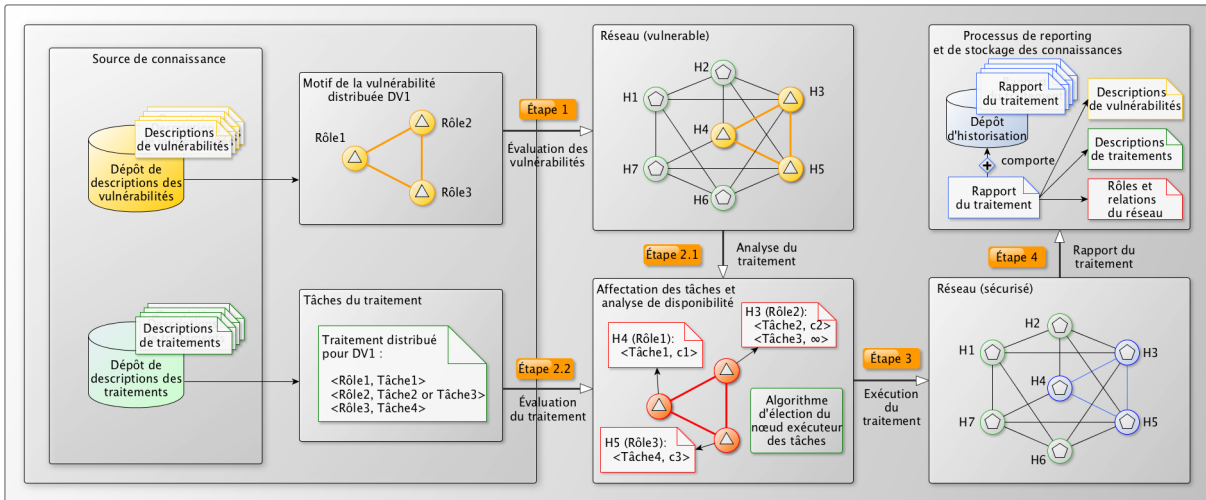 Source de connaissance
Descriptions
de vulnérabilités
Dépôt de
descriptions des
vulnérabilités
Descriptions
de traitements
Dépôt de
descriptions des
traitements
Motif de la vulnérabilité
distribuée DV1
Rôle1
Rôle2
Rôle3
Tâches du traitement
Traitement distribué
pour DV1 :
<Rôle1, Tâche1>
<Rôle2, Tâche2 or Tâche3>
<Rôle3, Tâche4>
Étape 1
Évaluation des
vulnérabilités
Étape 2.2
Évaluation
du traitement
Réseau (vulnerable)
H2
H1
H3
H4
H7
H5
H6
Étape 2.1
Analyse du
traitement
Affectation des tâches et
analyse de disponibilité
H4 (Rôle1):
<Tâche1, c1>
H3 (Rôle2):
<Tâche2, c2>
<Tâche3, ∞>
H5 (Rôle3):
<Tâche4, c3>
Algorithme
d'élection du
nœud exécuteur
des tâches
Étape 3
Exécution
du
traitement
Réseau (sécurisé)
H2
H1
H3
H4
H7
H5
H6
Étape 4
Rapport du
traitement
Processus de reporting
et de stockage des connaissances
Rapport
Rapport
du traitement
Dépôt
d'historisation
comporte
Rapport
du traitement
Descriptions
de vulnérabilités
Descriptions
de traitements
Rôles et
relations
du réseau